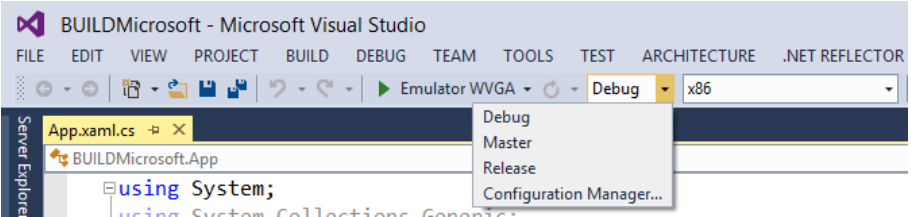 BUILDMicrosoft - Microsoft Visual Studio
FILE EDIT VIEW PROJECT BUILD DEBUG TEAM TOOLS TEST ARCHITECTURE .NET REFLECTOR
Emulator WVGA Debug x86
Debug
Master
Release
Configuration Manager...
Server Explorer
App.xaml.cs
BUILDMicrosoft.App
using System;
using System.Collections.Generic;